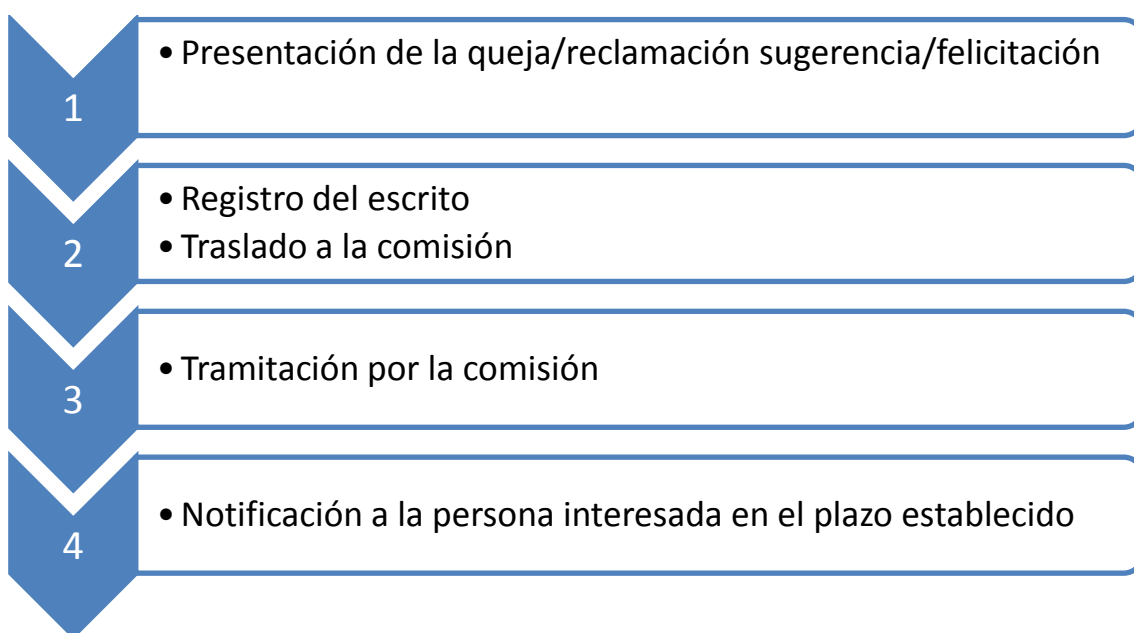 1
• Presentación de la queja/reclamación sugerencia/felicitación
2
• Registro del escrito
• Traslado a la comisión
3
• Tramitación por la comisión
4
• Notificación a la persona interesada en el plazo establecido